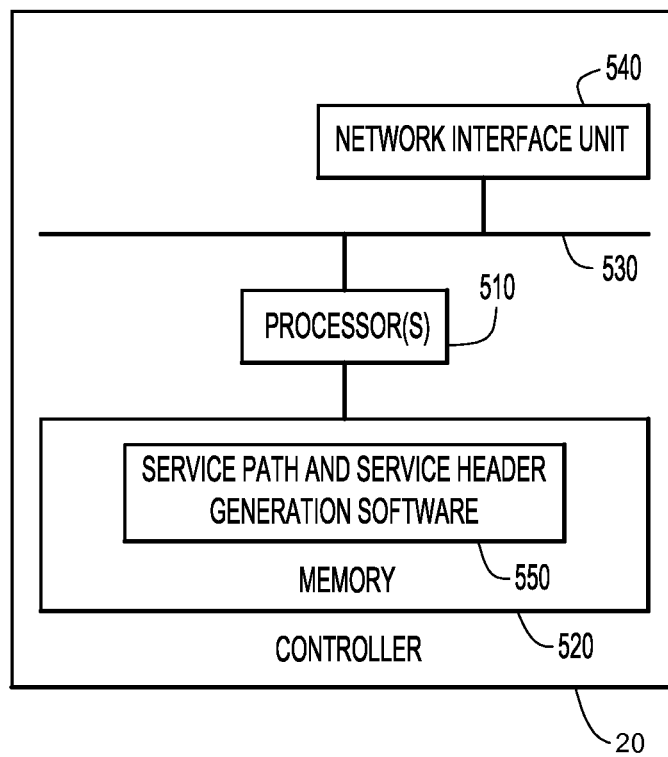 540
NETWORK INTERFACE UNIT
530
510
PROCESSOR(S)
SERVICE PATH AND SERVICE HEADER
GENERATION SOFTWARE
550
MEMORY
520
CONTROLLER
20